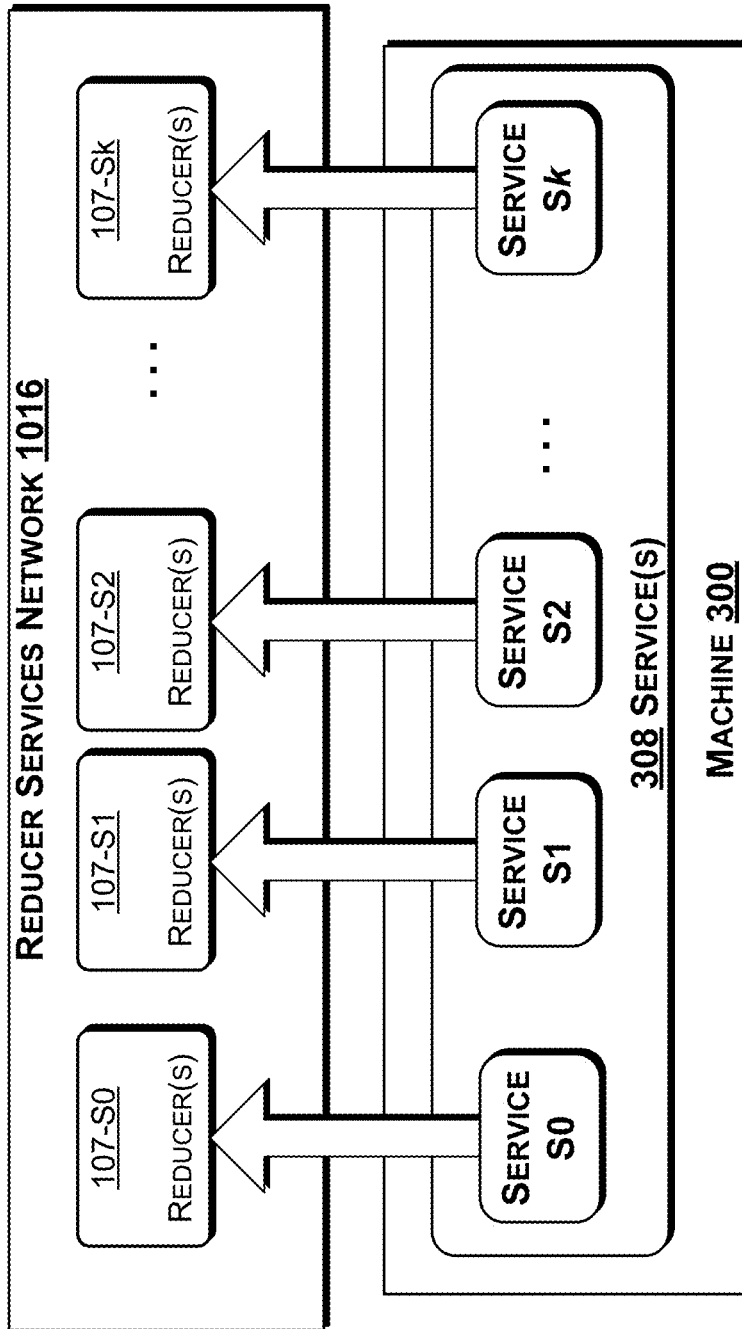 REDUCER SERVICES NETWORK 1016
107-S0
REDUCER(S)
107-S1
REDUCER(S)
107-S2
REDUCER(S)
. . .
107-Sk
REDUCER(S)
SERVICE
S0
SERVICE
S1
SERVICE
S2
. . .
SERVICE
Sk
308 SERVICE(S)
MACHINE 300